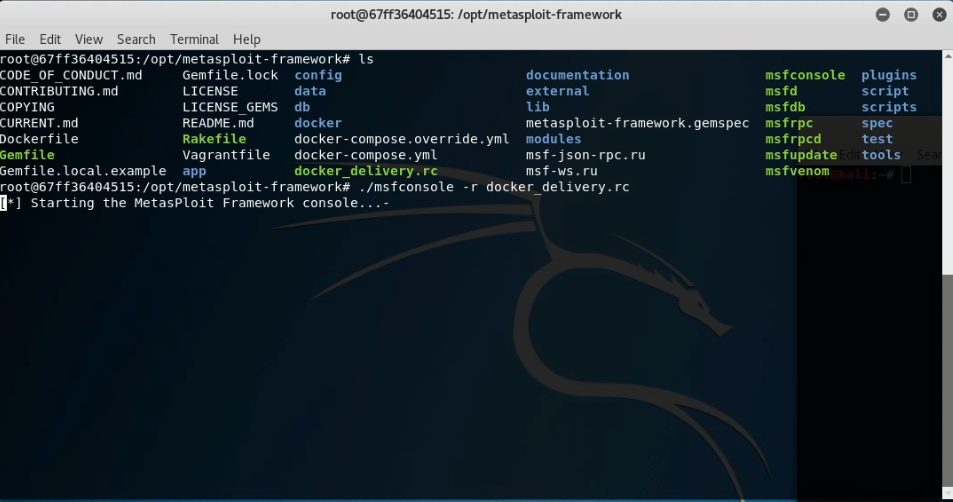 root@67ff36404515: /opt/metasploit-framework
File Edit View Search Terminal Help
root@67ff36404515:/opt/metasploit-framework# ls
CODE_OF_CONDUCT.md Gemfile.lock config documentation msfconsole plugins
CONTRIBUTING.md LICENSE data external msfd script
COPYING LICENSE_GEMS db lib msfdb scripts
CURRENT.md README.md docker metasploit-framework.gemspec msfrpc spec
Dockerfile Rakefile docker-compose.override.yml modules msfrpcd test
Gemfile Vagrantfile docker-compose.yml msf-json-rpc.ru msfupdate tools
Gemfile.local.example app docker_delivery.rc msf-ws.ru msfvenom
root@67ff36404515:/opt/metasploit-framework# ./msfconsole -r docker_delivery.rc
[*] Starting the MetasPloit Framework console...-